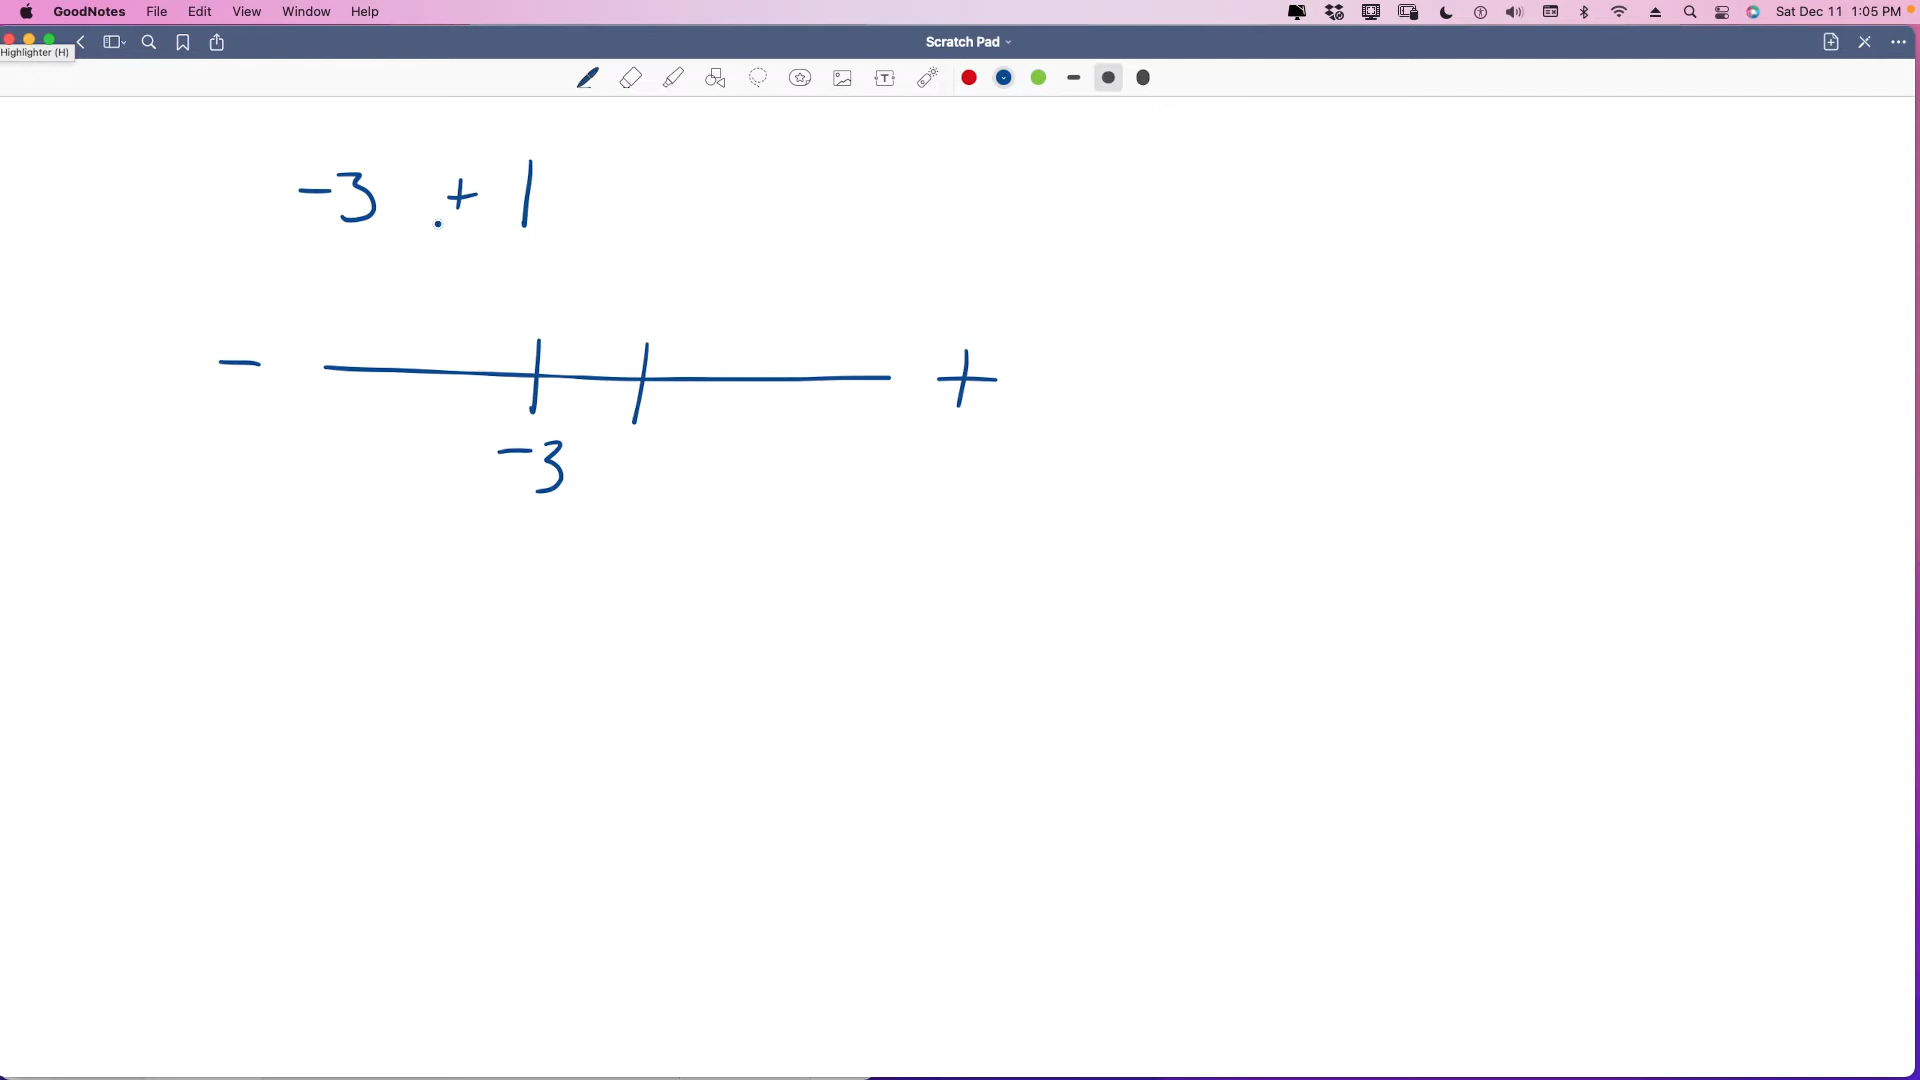 GoodNotes File Edit View Window Help Sat Dec 11 1:05 PM
Scratch Pad
Highlighter (H)
T
-3 + 1
- +
-3